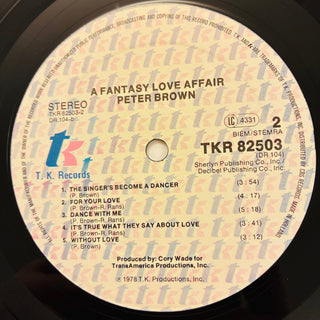 A FANTASY LOVE AFFAIR
PETER BROWN
STEREO
TKR 82503-2
DR 104-b
LC 4331
2
BIEM/STEMRA
TKR 82503
(DR 104)
Sherlyn Publishing Co., Inc.
Decibel Publishing Co., Inc.
tk
T. K. Records
1. THE SINGER'S BECOME A DANCER (3:54)
(P. Brown)
2. FOR YOUR LOVE (4:17)
(P. Brown-R. Rans)
3. DANCE WITH ME (5:18)
(P. Brown-R. Rans)
4. IT'S TRUE WHAT THEY SAY ABOUT LOVE (3:41)
(P. Brown-R. Rans)
5. WITHOUT LOVE (3:12)
(P. Brown)
Produced by: Cory Wade for
TransAmerica Productions, Inc.
℗ 1978 T.K. Productions, Inc.